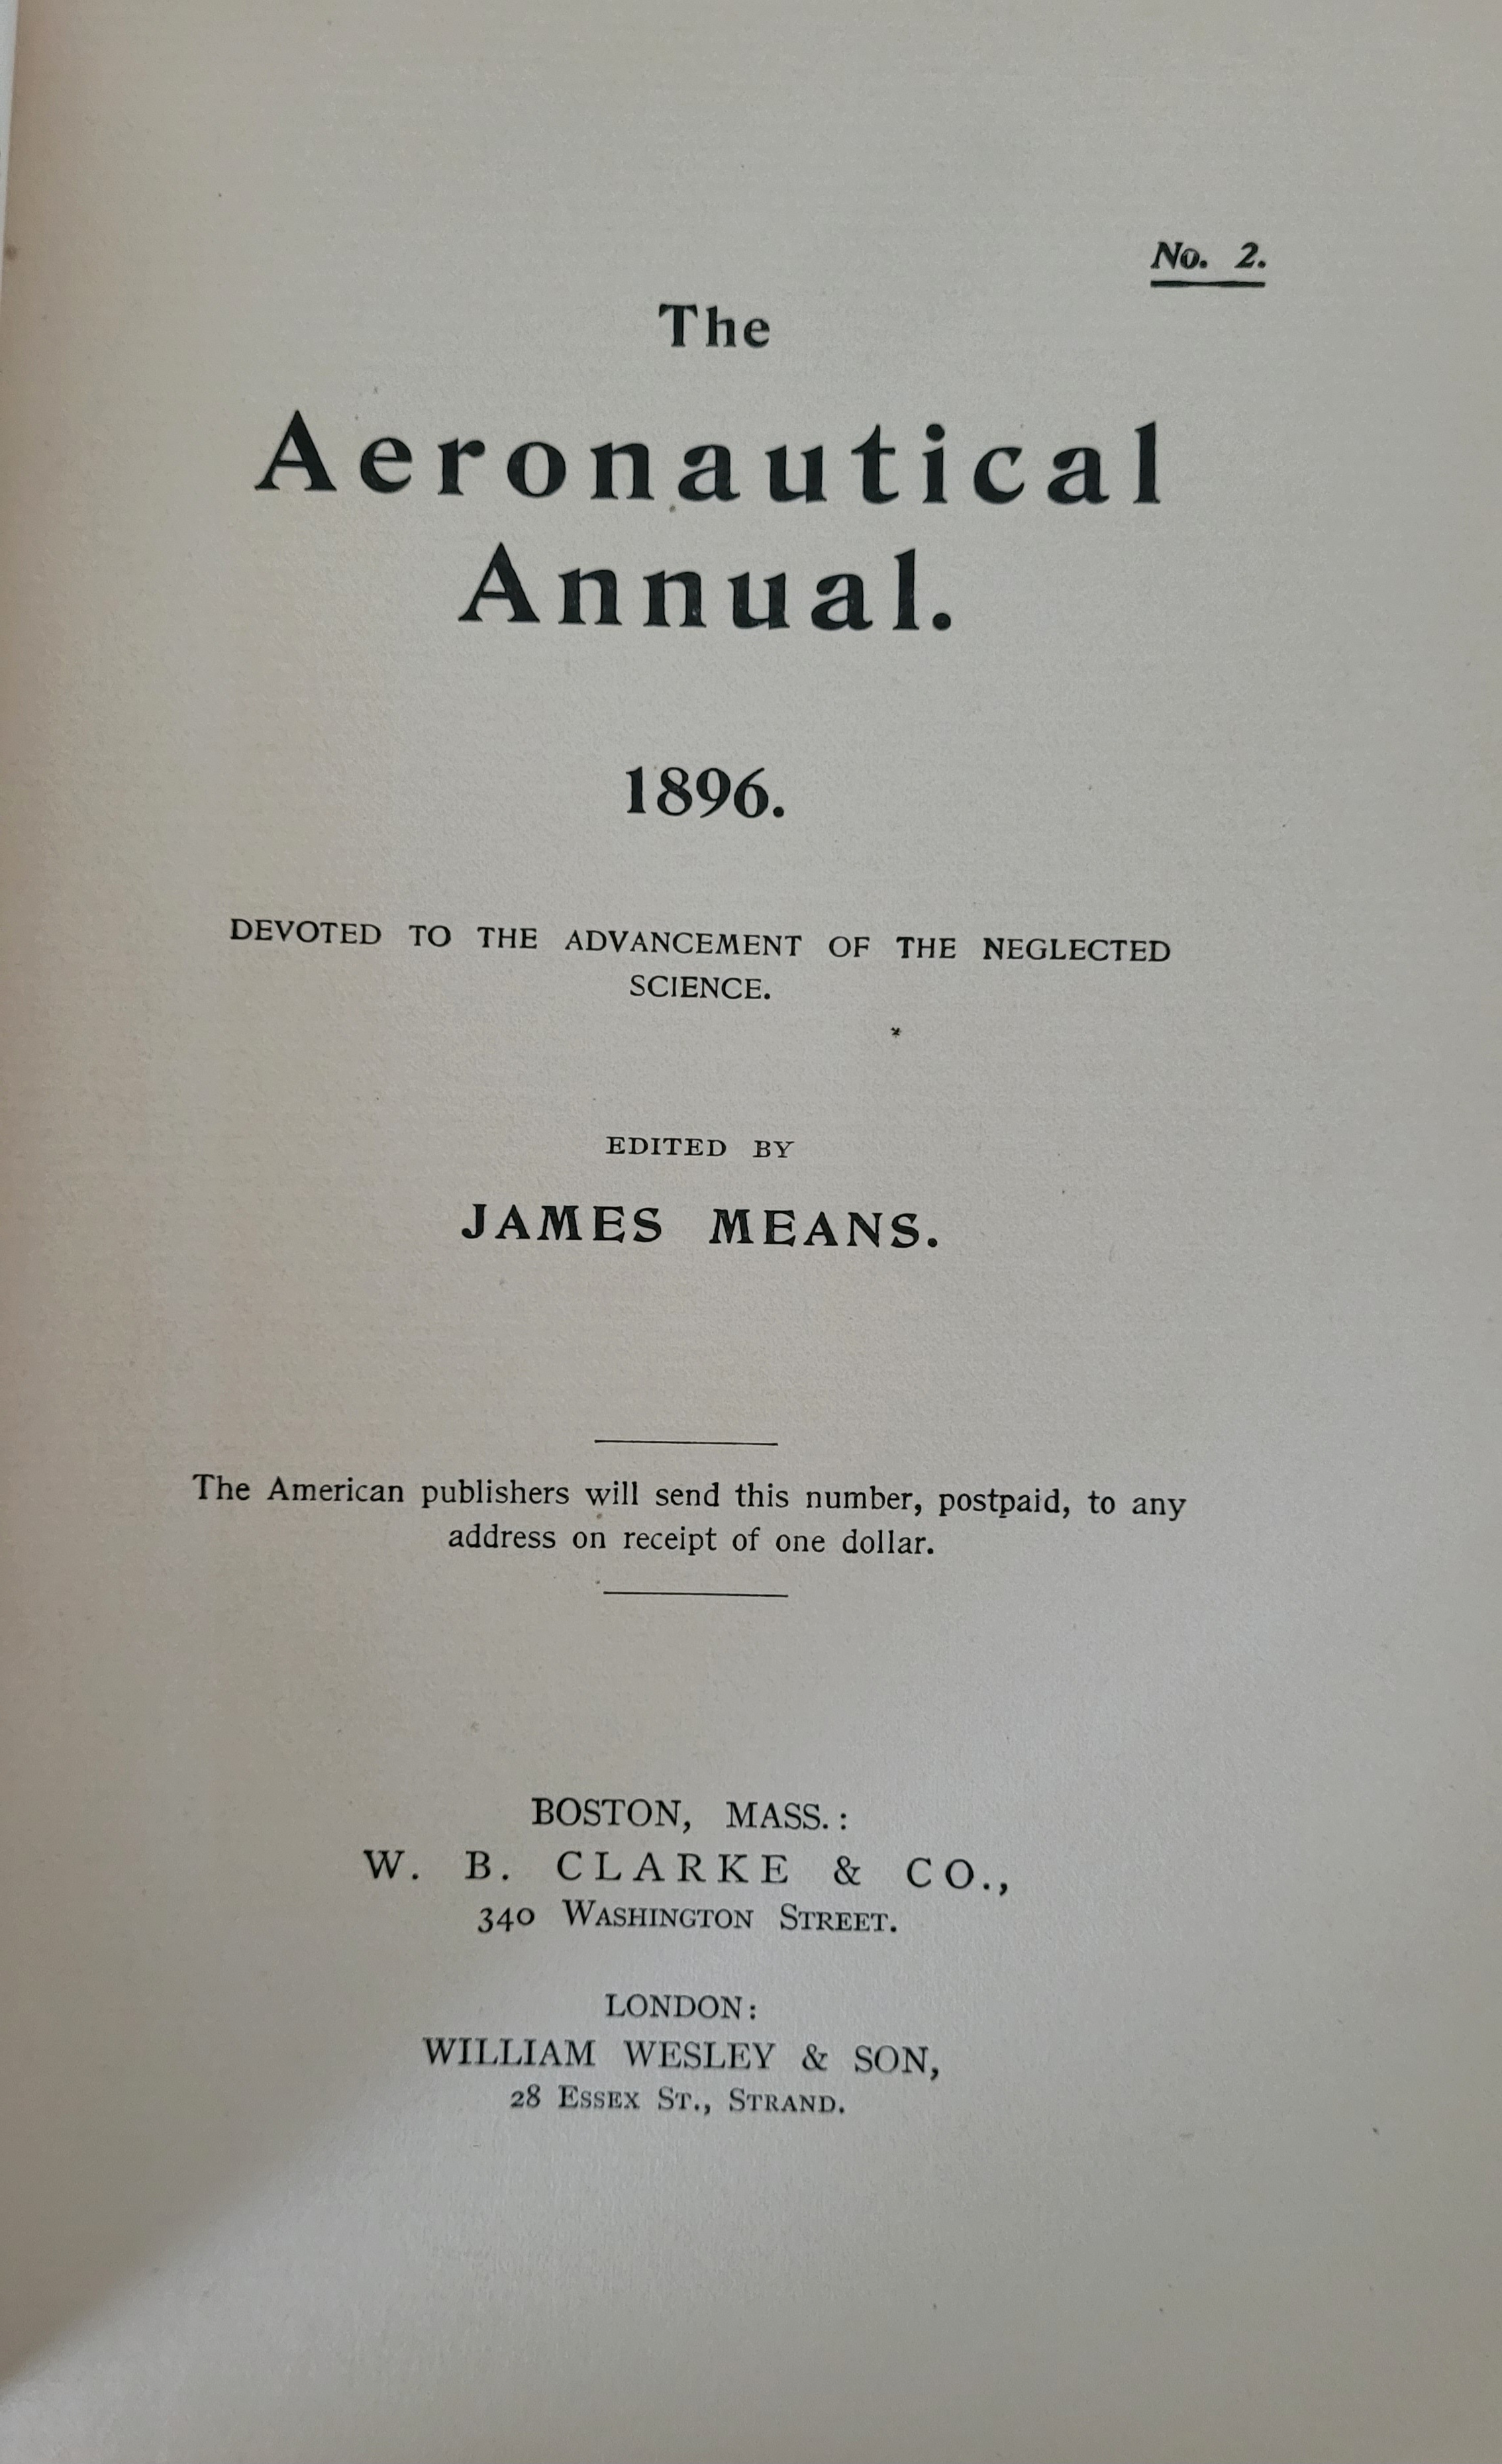 No. 2.
The
Aeronautical
Annual.
1896.
DEVOTED TO THE ADVANCEMENT OF THE NEGLECTED
SCIENCE.
EDITED BY
JAMES MEANS.
The American publishers will send this number, postpaid, to any
address on receipt of one dollar.
BOSTON, MASS.:
W. B. CLARKE & CO.,
340 WASHINGTON STREET.
LONDON:
WILLIAM WESLEY & SON,
28 ESSEX ST., STRAND.